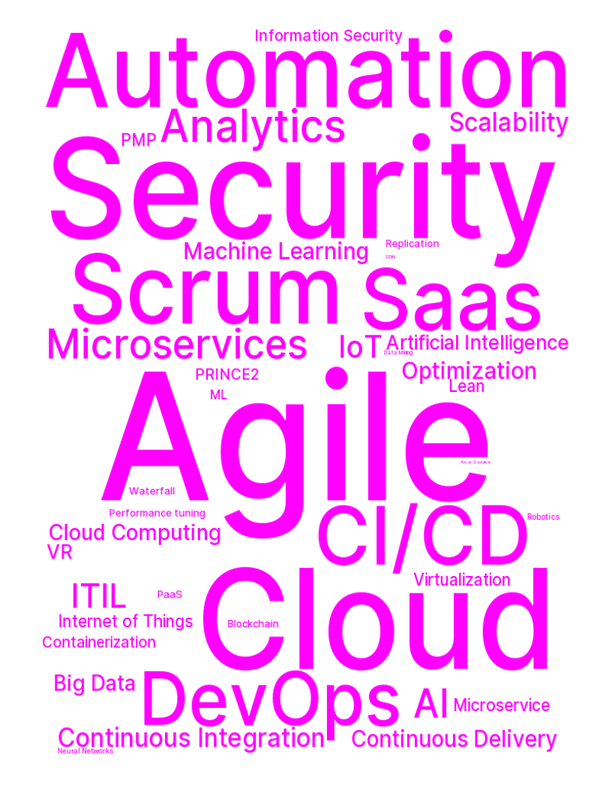 Information Security
Automation
Analytics
Scalability
PMP
Security
Replication
Machine Learning
Scrum
Saas
Microservices
IoT
Artificial Intelligence
Data Mining
Optimization
PRINCE2
Lean
ML
Agile
Waterfall
Performance tuning
CI/CD
Robotics
Cloud Computing
VR
Virtualization
Cloud
ITIL
PaaS
Internet of Things
Blockchain
Containerization
Big Data
DevOps
AI
Microservice
Continuous Integration
Continuous Delivery
Neural Networks